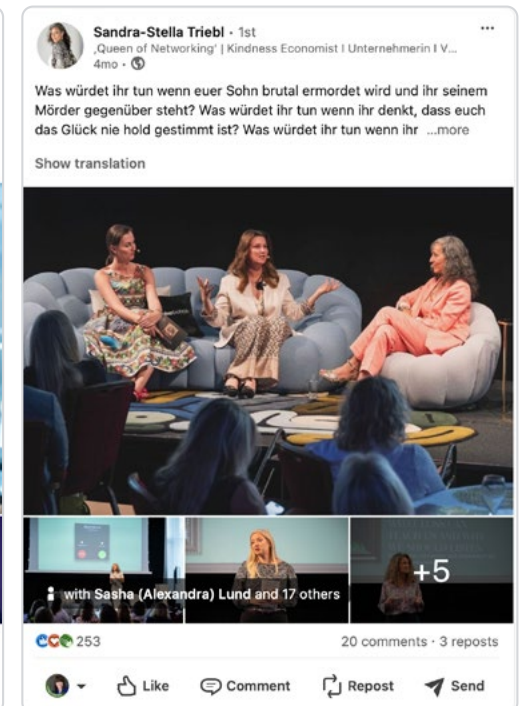 Sandra-Stella Triebl · 1st
‚Queen of Networking' | Kindness Economist I Unternehmerin I V...
4mo ·
Was würdet ihr tun wenn euer Sohn brutal ermordet wird und ihr seinem
Mörder gegenüber steht? Was würdet ihr tun wenn ihr denkt, dass euch
das Glück nie hold gestimmt ist? Was würdet ihr tun wenn ihr ...more
Show translation
+5
with Sasha (Alexandra) Lund and 17 others
253
20 comments · 3 reposts
Like
Comment
Repost
Send